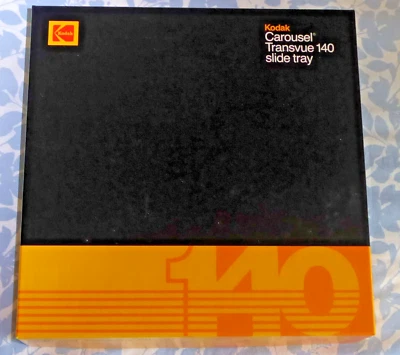 Kodak
Kodak
Carousel®
Transvue 140
slide tray
140